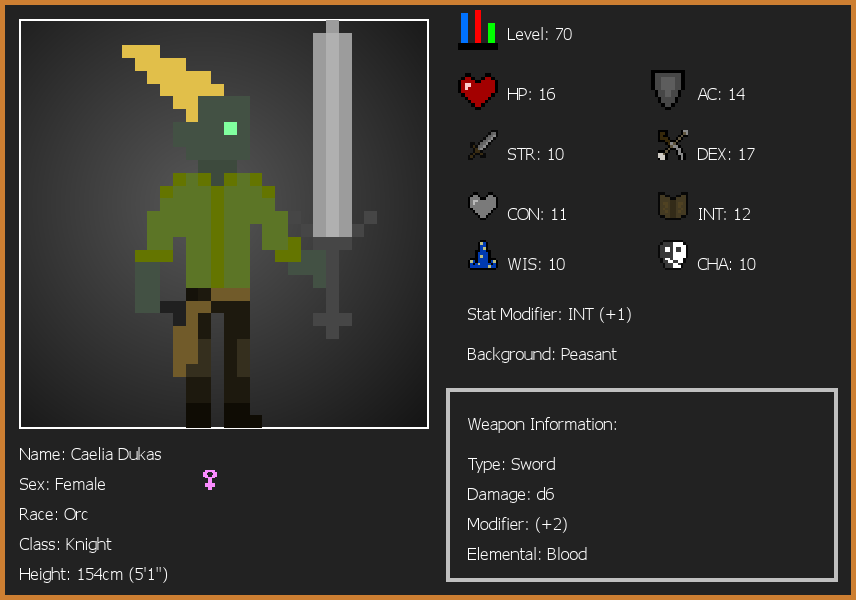 Level: 70
HP: 16
AC: 14
STR: 10
DEX: 17
CON: 11
INT: 12
WIS: 10
CHA: 10
Stat Modifier: INT (+1)
Background: Peasant
Weapon Information:
Type: Sword
Damage: d6
Modifier: (+2)
Elemental: Blood
Name: Caelia Dukas
Sex: Female
Race: Orc
Class: Knight
Height: 154cm (5'1")